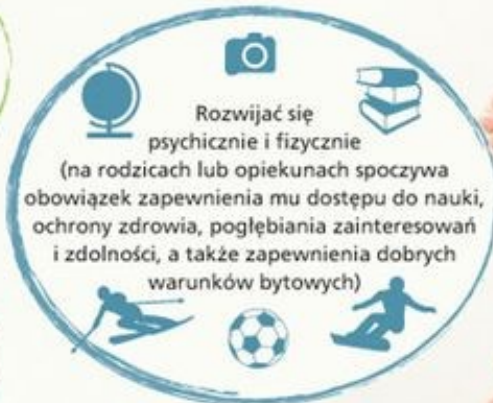 Rozwijać się
psychicznie i fizycznie
(na rodzicach lub opiekunach spoczywa
obowiązek zapewnienia mu dostępu do nauki,
ochrony zdrowia, pogłębiania zainteresowań
i zdolności, a także zapewnienia dobrych
warunków bytowych)